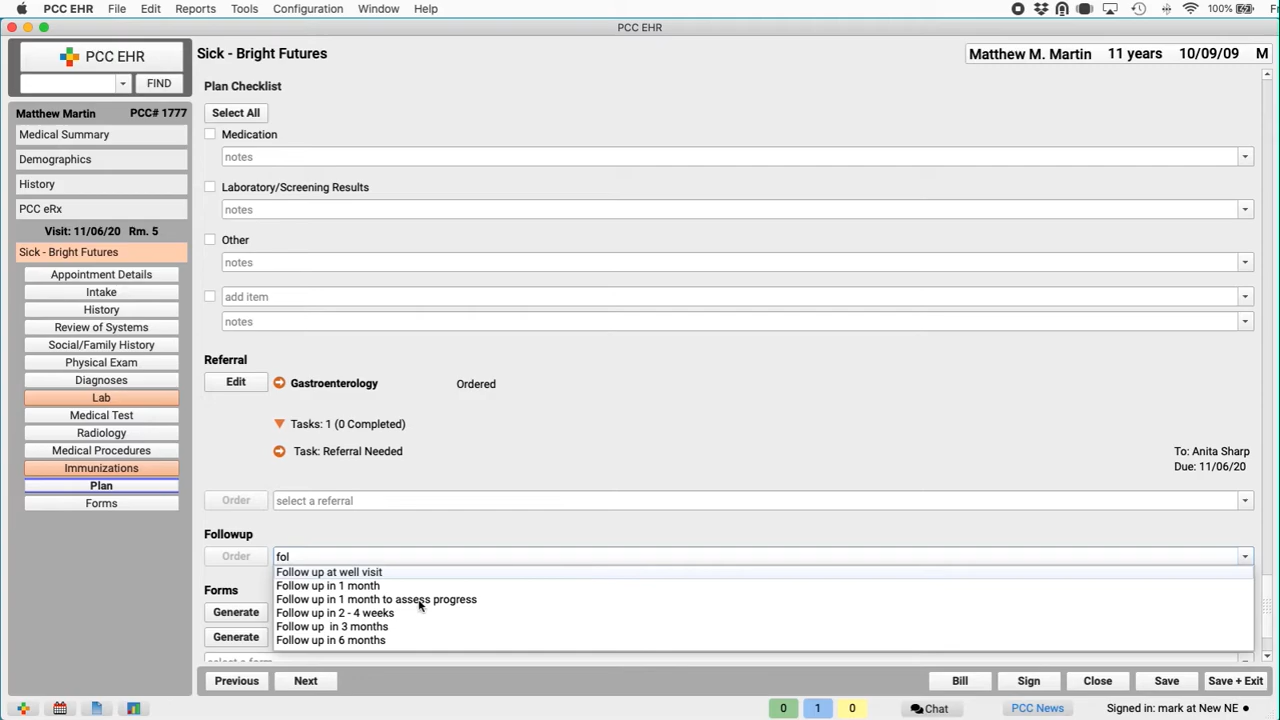 PCC EHR File Edit Reports Tools Configuration Window Help 100%
PCC EHR
PCC EHR
FIND
Sick - Bright Futures
Matthew M. Martin 11 years 10/09/09 M
Matthew Martin PCC# 1777
Medical Summary
Demographics
History
PCC eRx
Visit: 11/06/20 Rm. 5
Sick - Bright Futures
Appointment Details
Intake
History
Review of Systems
Social/Family History
Physical Exam
Diagnoses
Lab
Medical Test
Radiology
Medical Procedures
Immunizations
Plan
Forms
Plan Checklist
Select All
Medication
notes
Laboratory/Screening Results
notes
Other
notes
add item
notes
Referral
Edit Gastroenterology Ordered
Tasks: 1 (0 Completed)
Task: Referral Needed To: Anita Sharp
Due: 11/06/20
Order select a referral
Followup
Order fol
Follow up at well visit
Follow up in 1 month
Follow up in 1 month to assess progress
Follow up in 2 - 4 weeks
Follow up in 3 months
Follow up in 6 months
Forms
Generate
Generate
select a form
Previous Next Bill Sign Close Save Save + Exit
0 1 0 Chat PCC News Signed in: mark at New NE